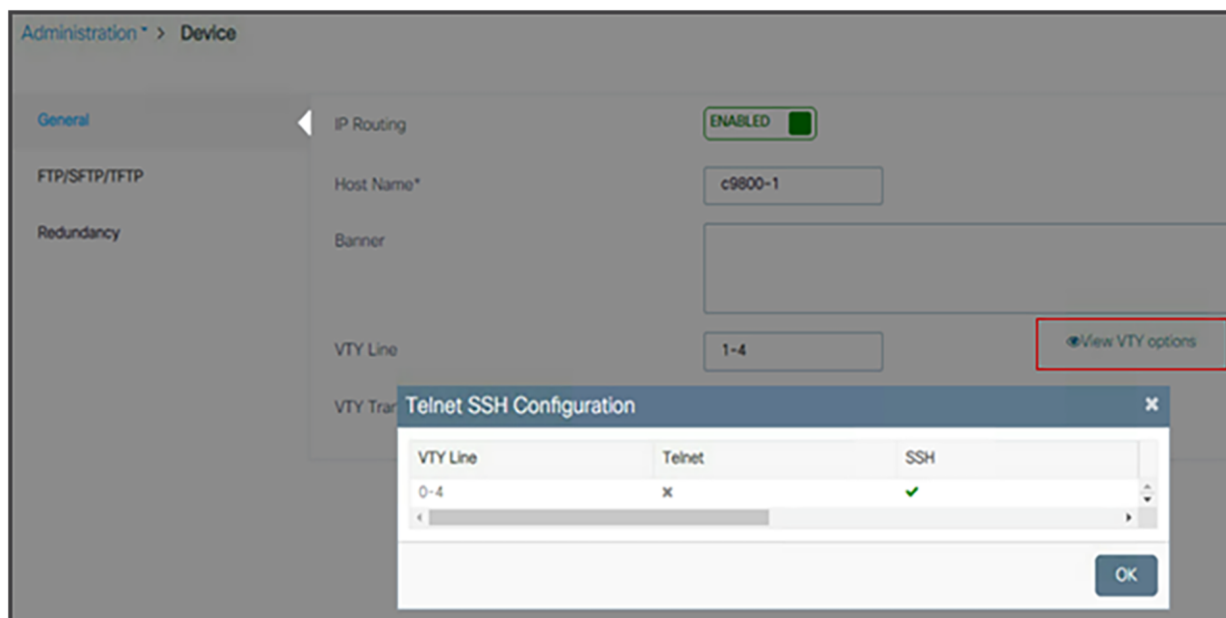 Administration > Device
General
IP Routing
ENABLED
FTP/SFTP/TFTP
Host Name*
c9800-1
Redundancy
Banner
VTY Line
1-4
View VTY options
VTY Tran
Telnet SSH Configuration
VTY Line Telnet SSH
0-4
OK